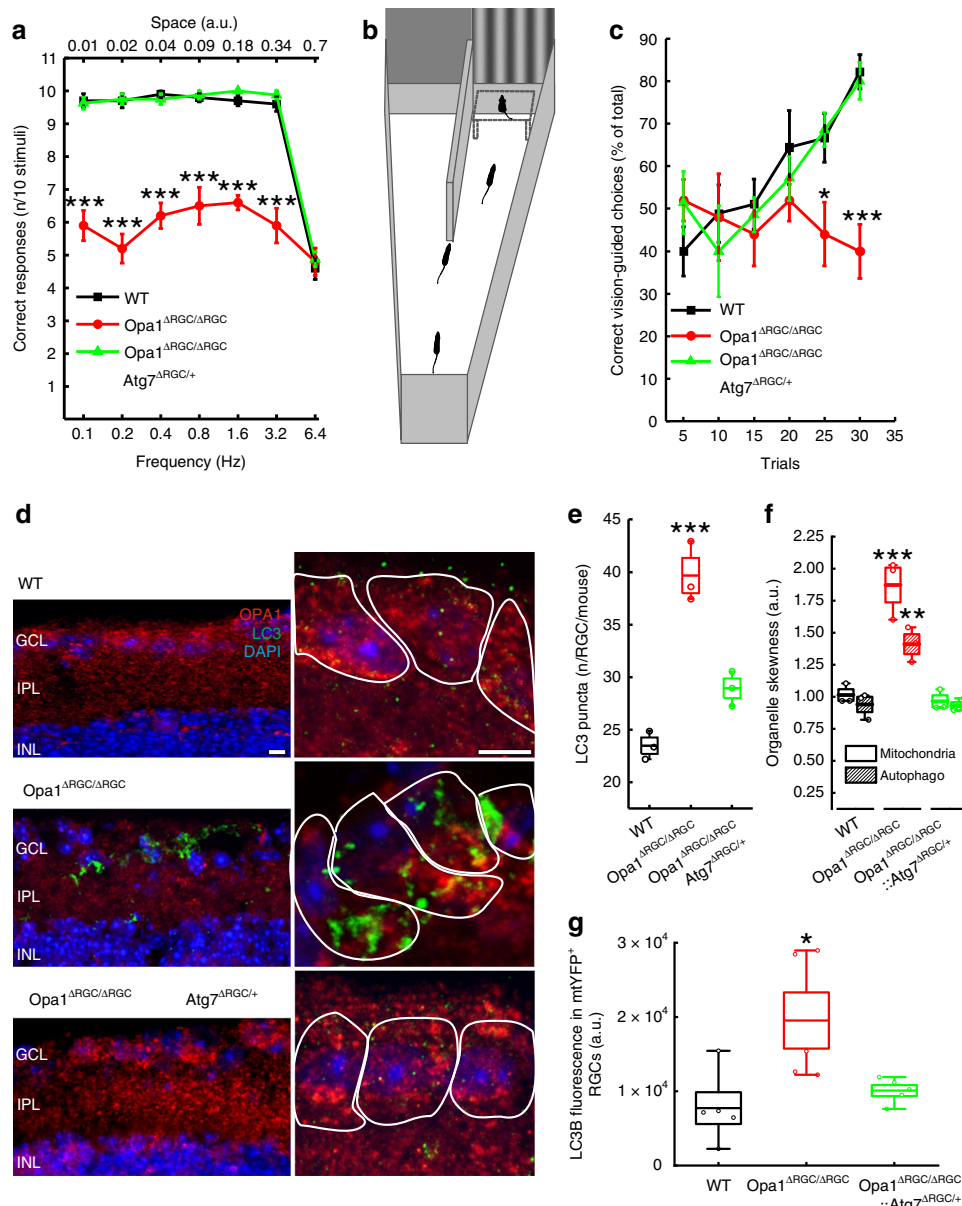 a
Space (a.u.)
0.01 0.02 0.04 0.09 0.18 0.34 0.7
Correct responses (n/10 stimuli)
10
9
8
7
6
5
4
3
2
1
*** *** *** *** *** ***
WT
Opa1ΔRGC/ΔRGC
Opa1ΔRGC/ΔRGC
Atg7ΔRGC/+
0.1 0.2 0.4 0.8 1.6 3.2 6.4
Frequency (Hz)
b
c
Correct vision-guided choices (% of total)
90
80
70
60
50
40
30
20
10
0
* ***
WT
Opa1ΔRGC/ΔRGC
Opa1ΔRGC/ΔRGC
Atg7ΔRGC/+
5 10 15 20 25 30 35
Trials
d
WT
OPA1
LC3
DAPI
GCL
IPL
INL
Opa1ΔRGC/ΔRGC
GCL
IPL
INL
Opa1ΔRGC/ΔRGC Atg7ΔRGC/+
GCL
IPL
INL
e
LC3 puncta (n/RGC/mouse)
45
40
35
30
25
22
***
WT
Opa1ΔRGC/ΔRGC
Opa1ΔRGC/ΔRGC
Atg7ΔRGC/+
f
Organelle skewness (a.u.)
2.25
2.00
1.75
1.50
1.25
1.00
0.75
0.50
0.25
***
**
Mitochondria
Autophago
WT
Opa1ΔRGC/ΔRGC
Opa1ΔRGC/ΔRGC
::Atg7ΔRGC/+
g
LC3B fluorescence in mtYFP+
RGCs (a.u.)
3 × 10⁴
2 × 10⁴
1 × 10⁴
0
*
WT
Opa1ΔRGC/ΔRGC
Opa1ΔRGC/ΔRGC
::Atg7ΔRGC/+